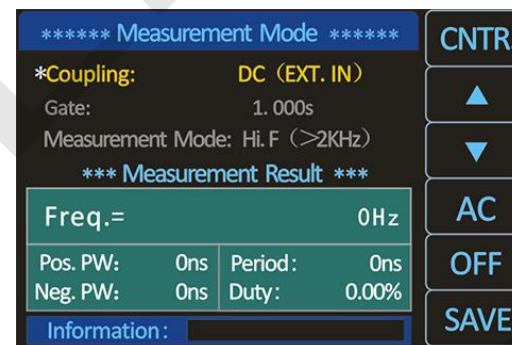 ****** Measurement Mode ******
*Coupling: DC (EXT. IN)
Gate: 1.000s
Measurement Mode: Hi.F (>2KHz)
*** Measurement Result ***
Freq.= 0Hz
Pos. PW: 0ns Period: 0ns
Neg. PW: 0ns Duty: 0.00%
Information:
CNTR
▲
▼
AC
OFF
SAVE